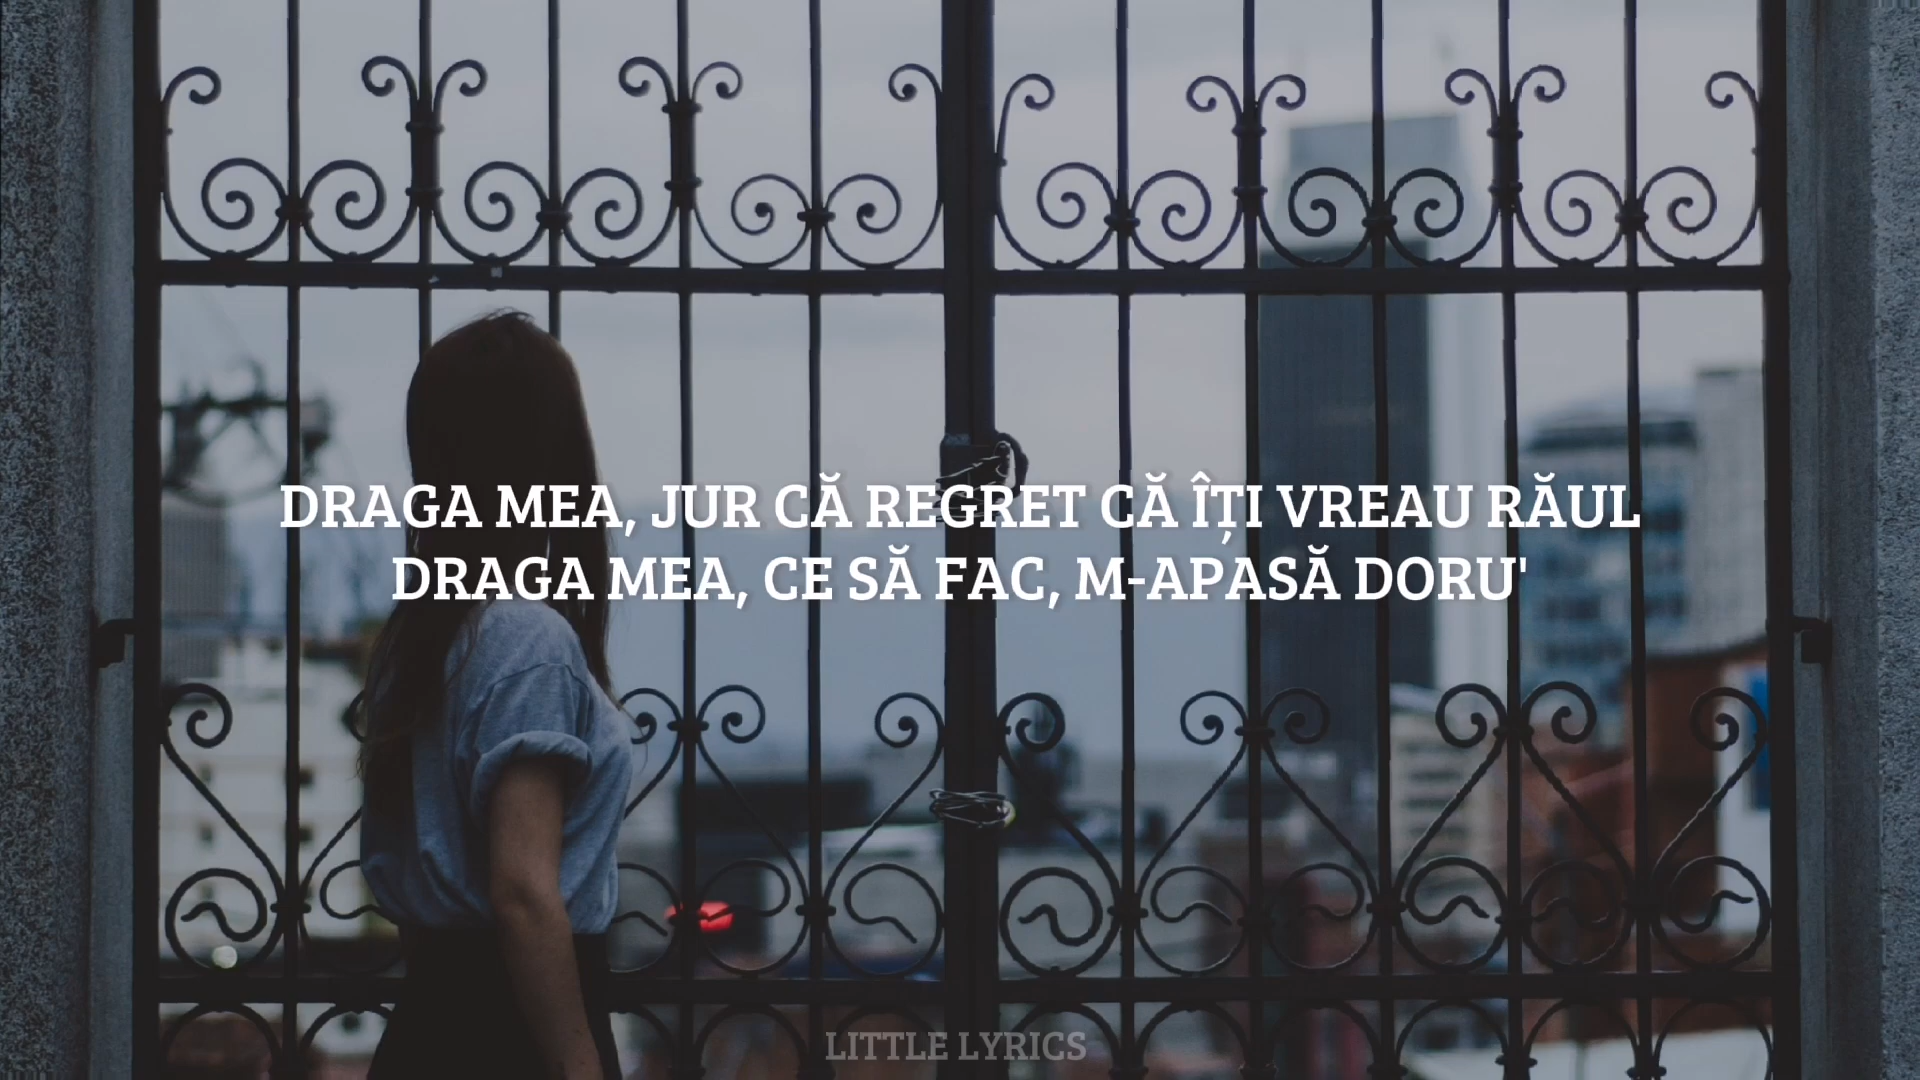 DRAGA MEA, JUR CĂ REGRET CĂ ÎȚI VREAU RĂUL
DRAGA MEA, CE SĂ FAC, M-APASĂ DORU'
LITTLE LYRICS